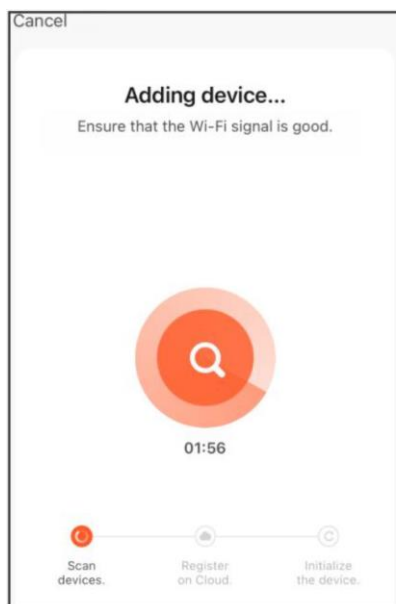 Cancel
Adding device...
Ensure that the Wi-Fi signal is good.
01:56
Scan
devices.
Register
on Cloud.
Initialize
the device.